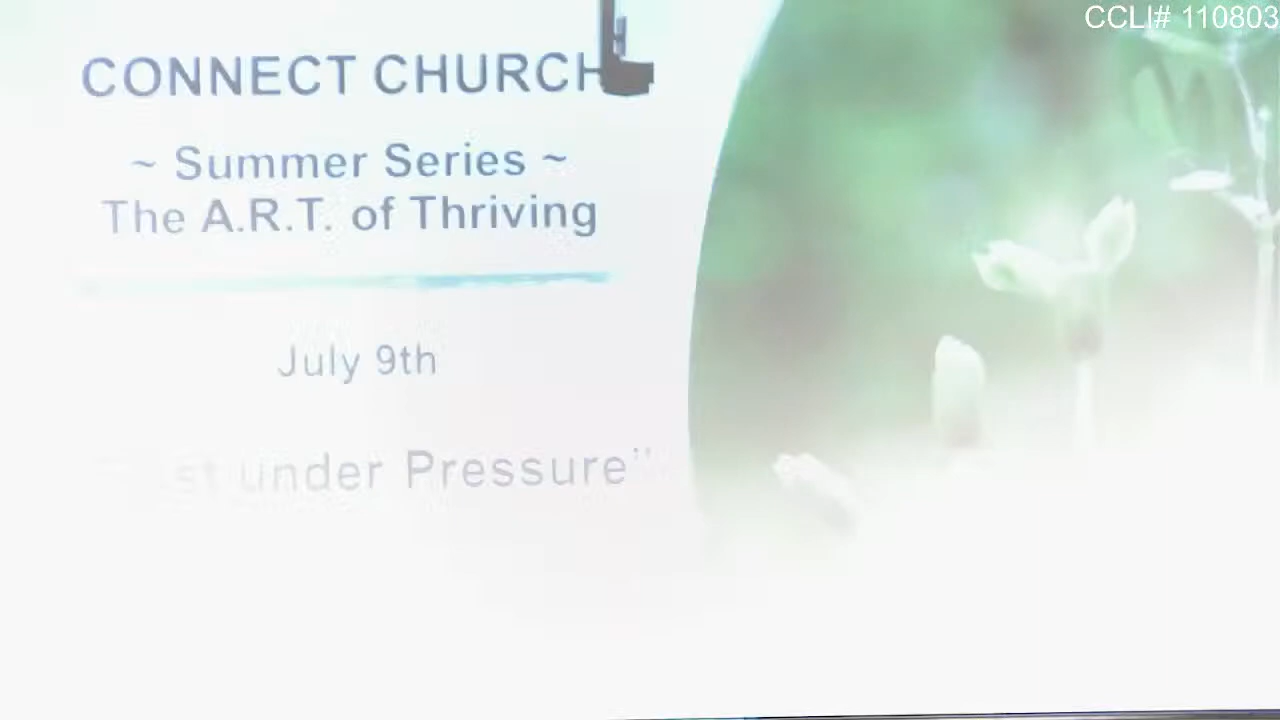 CCLI# 110803
CONNECT CHURCH
~ Summer Series ~
The A.R.T. of Thriving
July 9th
under Pressure"